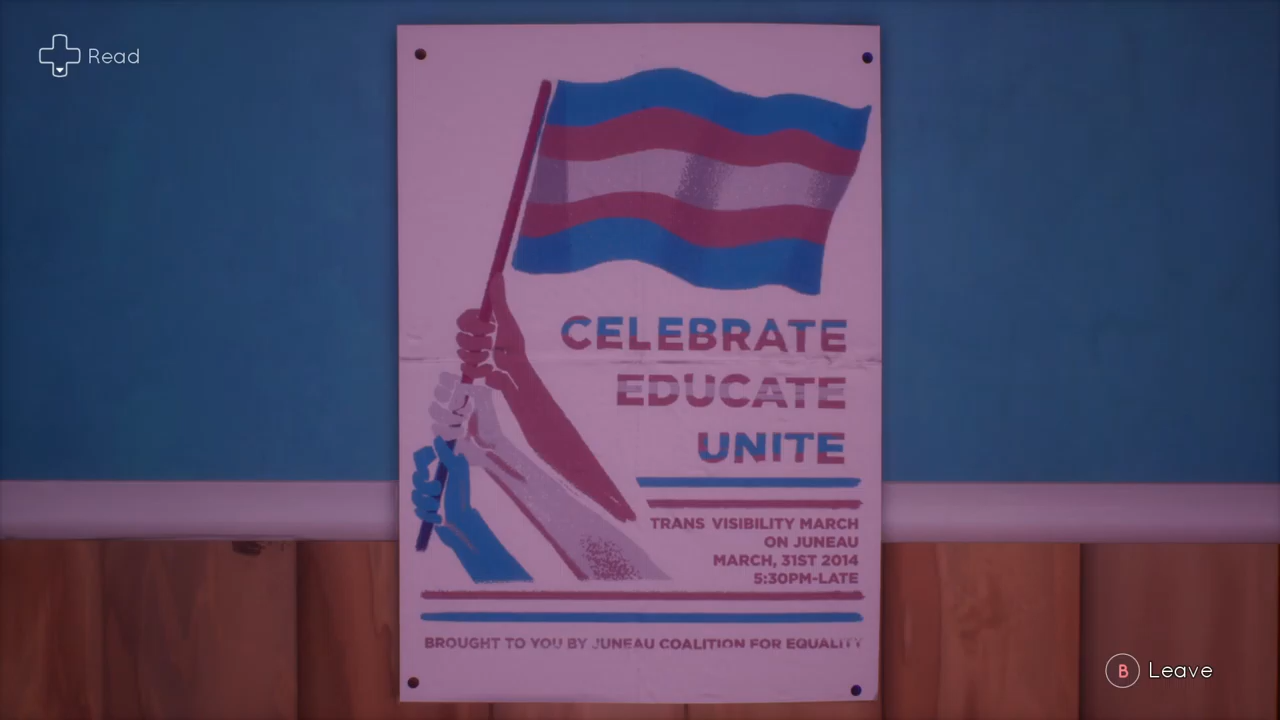 Read
CELEBRATE
EDUCATE
UNITE
TRANS VISIBILITY MARCH
ON JUNEAU
MARCH, 31ST 2014
5:30PM-LATE
BROUGHT TO YOU BY JUNEAU COALITION FOR EQUALITY
B Leave